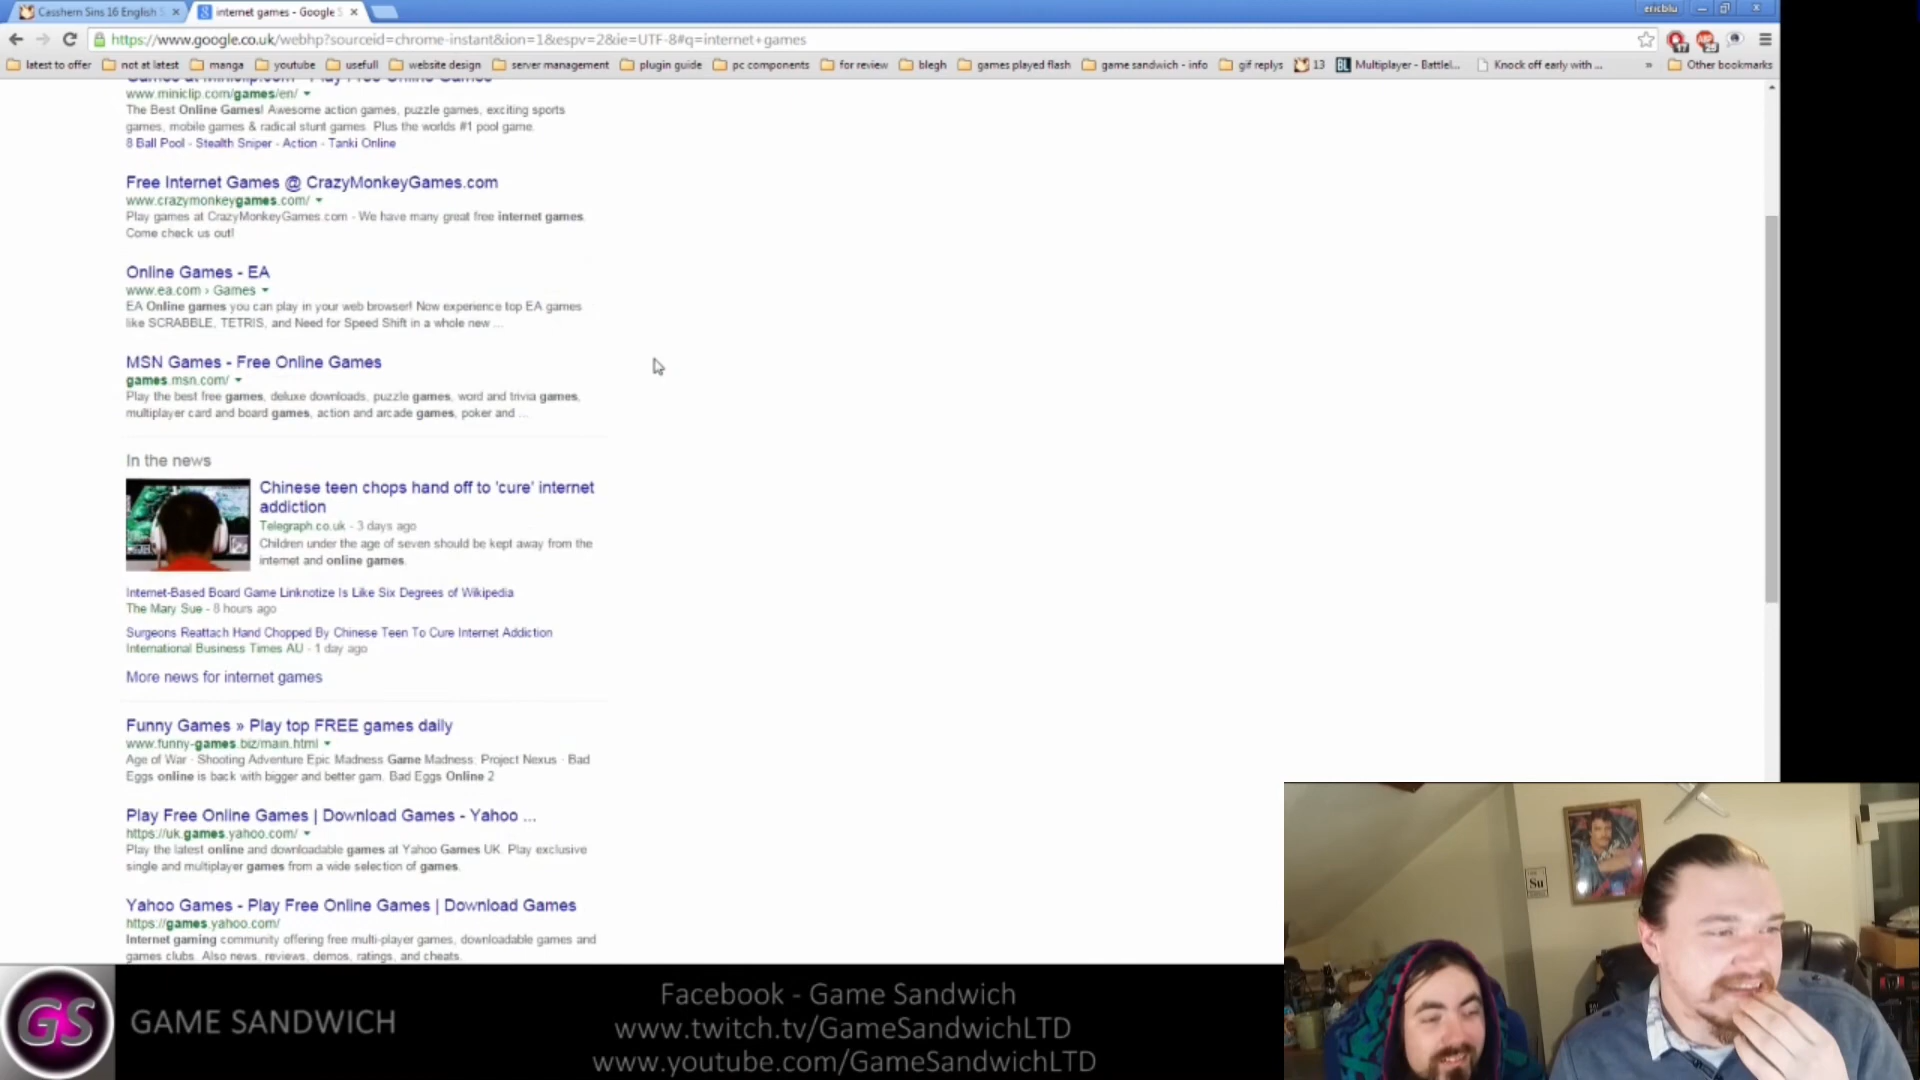 Casshern Sins 16 English S
internet games - Google S
ericblu
https://www.google.co.uk/webhp?sourceid=chrome-instant&ion=1&espv=2&ie=UTF-8#q=internet+games
latest to offer
not at latest
manga
youtube
usefull
website design
server management
plugin guide
pc components
for review
blegh
games played flash
game sandwich - info
gif replys
13
BL Multiplayer - Battlel...
Knock off early with ...
»
Other bookmarks
Games at miniclip.com - Play Free Online Games
www.miniclip.com/games/en/
The Best Online Games! Awesome action games, puzzle games, exciting sports
games, mobile games & radical stunt games. Plus the worlds #1 pool game.
8 Ball Pool - Stealth Sniper - Action - Tanki Online
Free Internet Games @ CrazyMonkeyGames.com
www.crazymonkeygames.com/
Play games at CrazyMonkeyGames.com - We have many great free internet games.
Come check us out!
Online Games - EA
www.ea.com › Games
EA Online games you can play in your web browser! Now experience top EA games
like SCRABBLE, TETRIS, and Need for Speed Shift in a whole new ...
MSN Games - Free Online Games
games.msn.com/
Play the best free games, deluxe downloads, puzzle games, word and trivia games,
multiplayer card and board games, action and arcade games, poker and ...
In the news
Chinese teen chops hand off to 'cure' internet
addiction
Telegraph.co.uk - 3 days ago
Children under the age of seven should be kept away from the
internet and online games.
Internet-Based Board Game Linknotize Is Like Six Degrees of Wikipedia
The Mary Sue - 8 hours ago
Surgeons Reattach Hand Chopped By Chinese Teen To Cure Internet Addiction
International Business Times AU - 1 day ago
More news for internet games
Funny Games » Play top FREE games daily
www.funny-games.biz/main.html
Age of War · Shooting Adventure Epic Madness Game Madness: Project Nexus · Bad
Eggs online is back with bigger and better gam. Bad Eggs Online 2
Play Free Online Games | Download Games - Yahoo ...
https://uk.games.yahoo.com/
Play the latest online and downloadable games at Yahoo Games UK. Play exclusive
single and multiplayer games from a wide selection of games.
Yahoo Games - Play Free Online Games | Download Games
https://games.yahoo.com/
Internet gaming community offering free multi-player games, downloadable games and
games clubs. Also news, reviews, demos, ratings, and cheats.
Su
GS
GAME SANDWICH
Facebook - Game Sandwich
www.twitch.tv/GameSandwichLTD
www.youtube.com/GameSandwichLTD